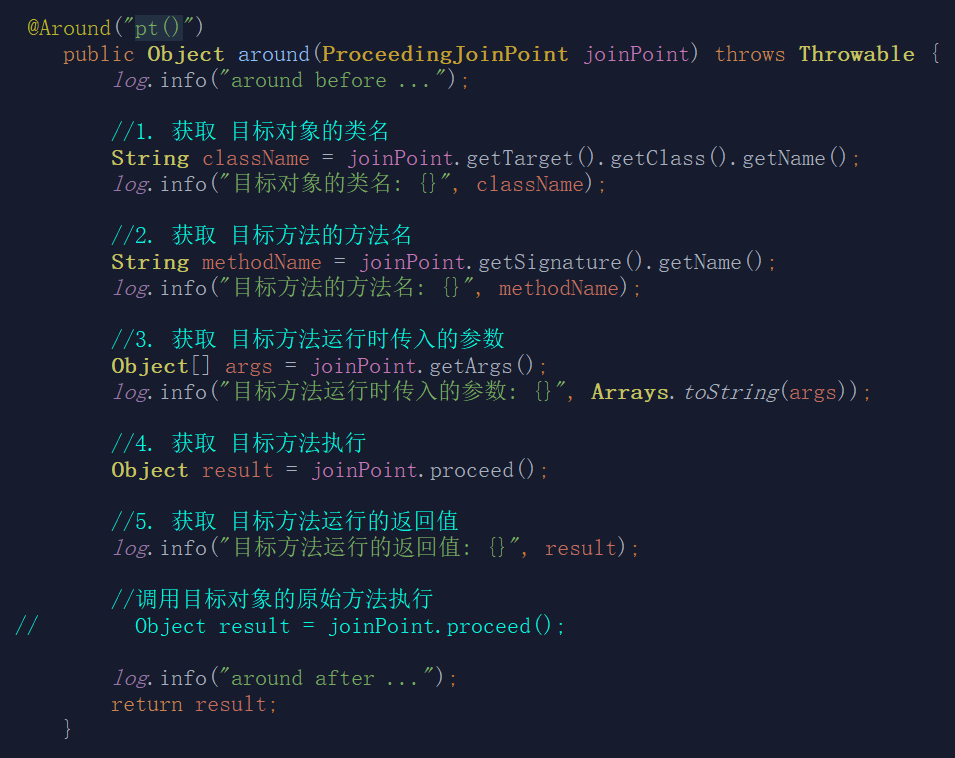 @Around("pt()")
public Object around(ProceedingJoinPoint joinPoint) throws Throwable {
log.info("around before ...");
//1. 获取 目标对象的类名
String className = joinPoint.getTarget().getClass().getName();
log.info("目标对象的类名: {}", className);
//2. 获取 目标方法的方法名
String methodName = joinPoint.getSignature().getName();
log.info("目标方法的方法名: {}", methodName);
//3. 获取 目标方法运行时传入的参数
Object[] args = joinPoint.getArgs();
log.info("目标方法运行时传入的参数: {}", Arrays.toString(args));
//4. 获取 目标方法执行
Object result = joinPoint.proceed();
//5. 获取 目标方法运行的返回值
log.info("目标方法运行的返回值: {}", result);
//调用目标对象的原始方法执行
// Object result = joinPoint.proceed();
log.info("around after ...");
return result;
}